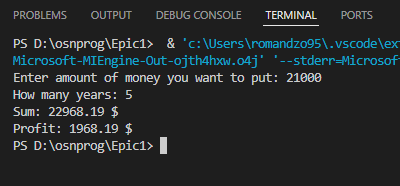 PROBLEMS OUTPUT DEBUG CONSOLE TERMINAL PORTS
PS D:\osnprog\Epic1> & 'c:\Users\romandzo95\.vscode\ext
Microsoft-MIEngine-Out-ojth4hxw.o4j' '--stderr=Microsof
Enter amount of money you want to put: 21000
How many years: 5
Sum: 22968.19 $
Profit: 1968.19 $
PS D:\osnprog\Epic1>